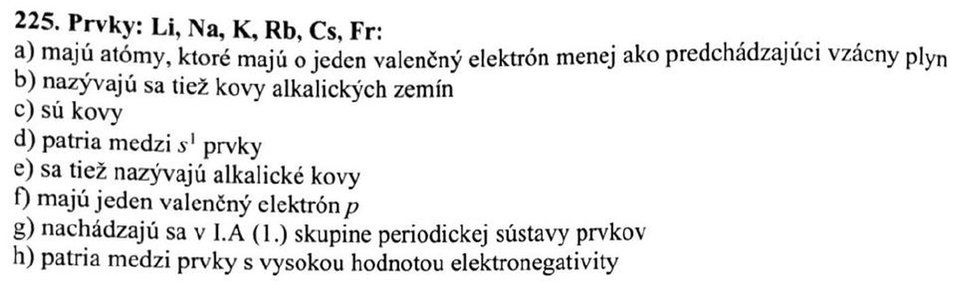 225. Prvky: Li, Na, K, Rb, Cs, Fr:
a) majú atómy, ktoré majú o jeden valenčný elektrón menej ako predchádzajúci vzácny plyn
b) nazývajú sa tiež kovy alkalických zemín
c) sú kovy
d) patria medzi s¹ prvky
e) sa tiež nazývajú alkalické kovy
f) majú jeden valenčný elektrón p
g) nachádzajú sa v I.A (1.) skupine periodickej sústavy prvkov
h) patria medzi prvky s vysokou hodnotou elektronegativity